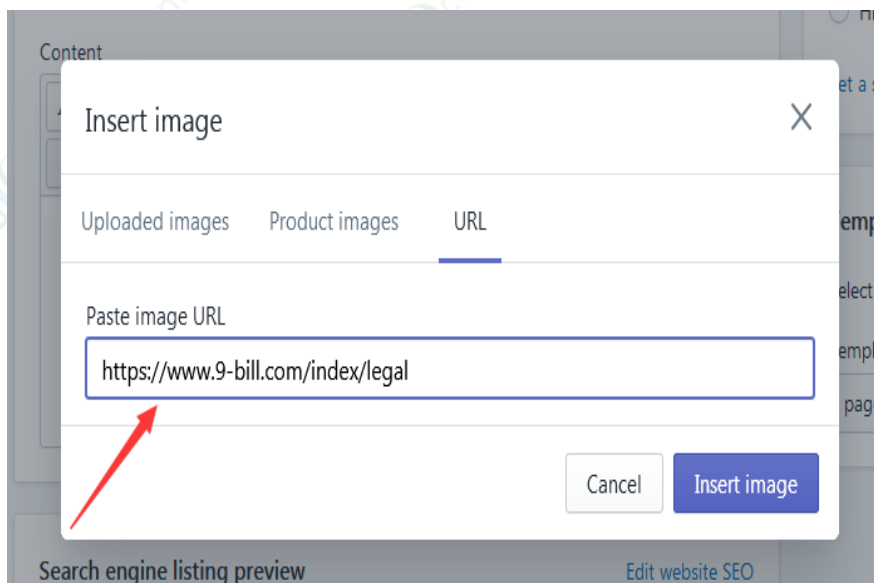 Content
Insert image
Uploaded images Product images URL
Paste image URL
https://www.9-bill.com/index/legal
Cancel Insert image
Search engine listing preview Edit website SEO